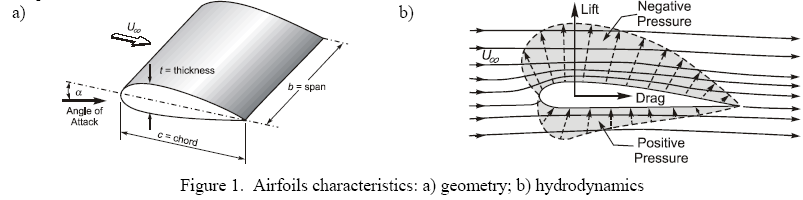 a)
U∞
t = thickness
b = span
α
Angle of
Attack
c = chord
b)
Lift
Negative
Pressure
U∞
Drag
Positive
Pressure
Figure 1.  Airfoils characteristics: a) geometry; b) hydrodynamics